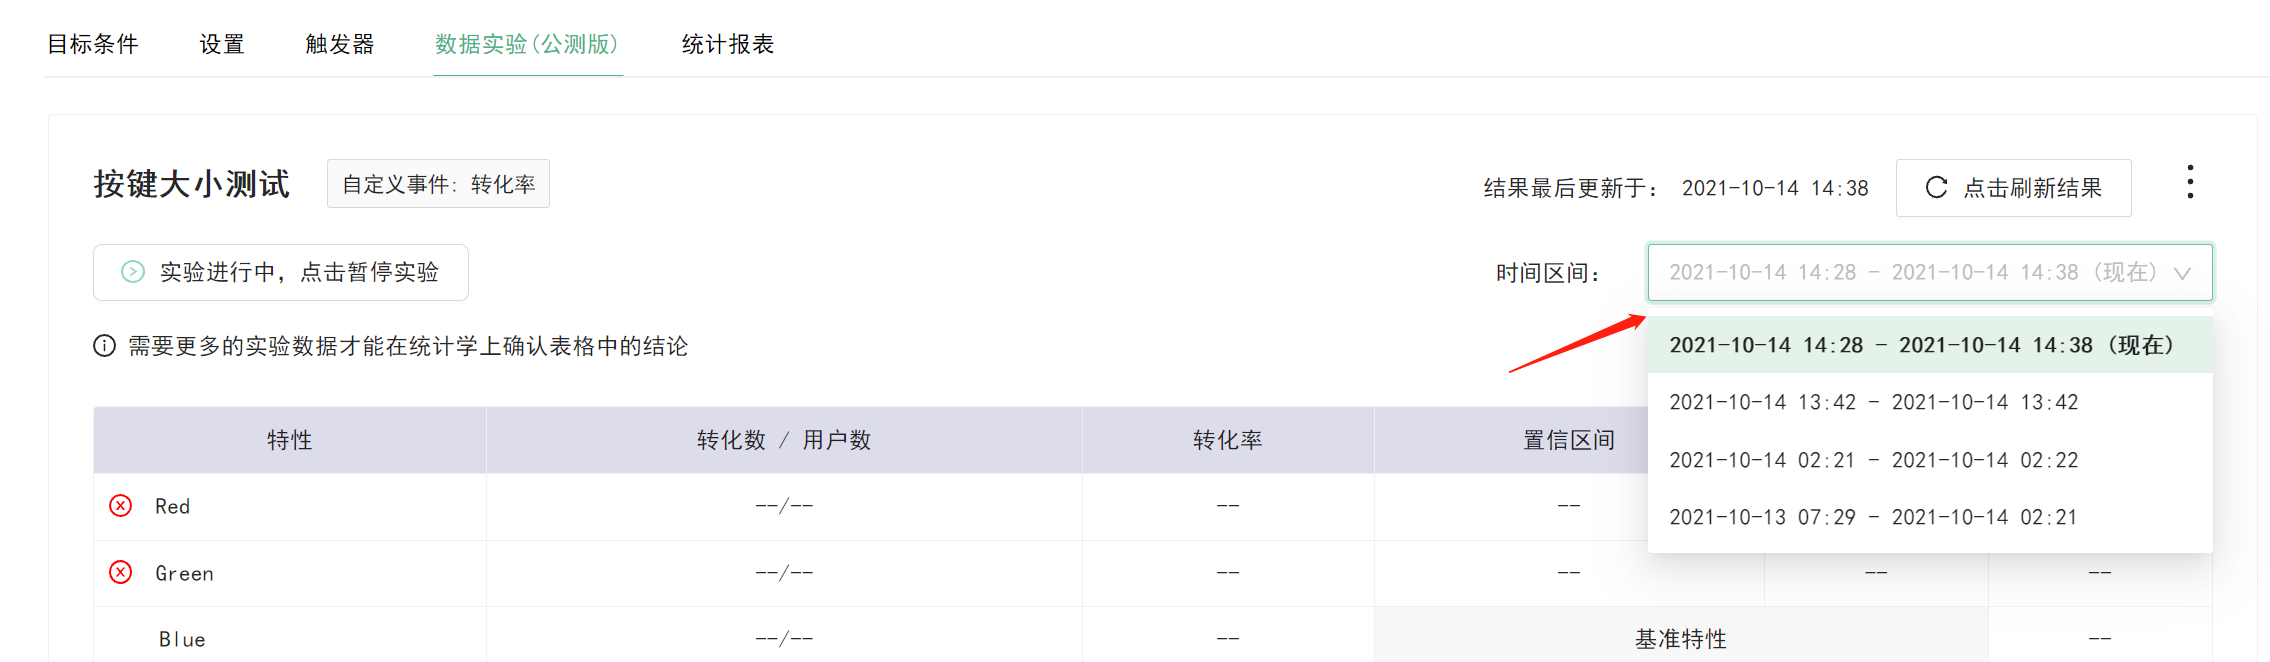 目标条件 设置 触发器 数据实验(公测版) 统计报表
按键大小测试 自定义事件: 转化率 结果最后更新于: 2021-10-14 14:38 点击刷新结果
实验进行中, 点击暂停实验 时间区间: 2021-10-14 14:28 - 2021-10-14 14:38 (现在)
需要更多的实验数据才能在统计学上确认表格中的结论
2021-10-14 14:28 - 2021-10-14 14:38 (现在)
2021-10-14 13:42 - 2021-10-14 13:42
2021-10-14 02:21 - 2021-10-14 02:22
2021-10-13 07:29 - 2021-10-14 02:21
特性 转化数 / 用户数 转化率 置信区间
Red --/-- -- --
Green --/-- -- -- -- --
Blue --/-- -- 基准特性 --